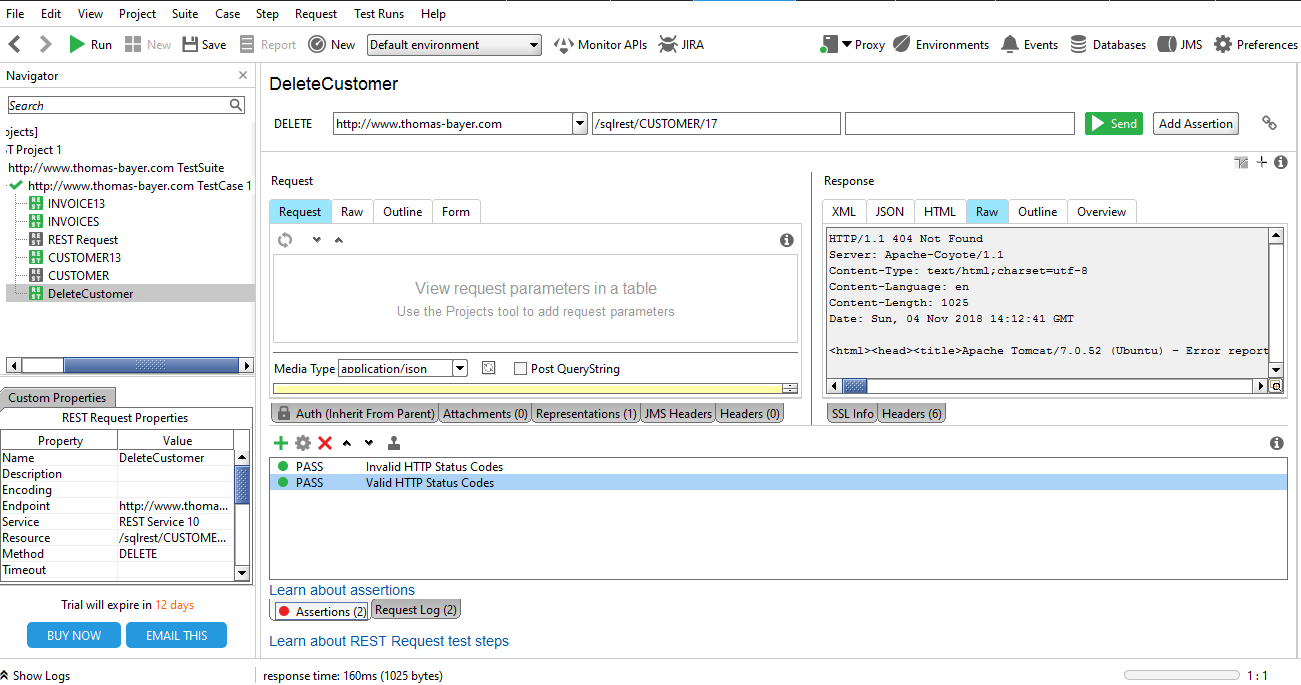 File Edit View Project Suite Case Step Request Test Runs Help
Run New Save Report New Default environment Monitor APIs JIRA Proxy Environments Events Databases JMS Preferences
Navigator
Search
ojects]
ST Project 1
http://www.thomas-bayer.com TestSuite
http://www.thomas-bayer.com TestCase 1
INVOICE13
INVOICES
REST Request
CUSTOMER13
CUSTOMER
DeleteCustomer
Custom Properties
REST Request Properties
Property Value
Name DeleteCustomer
Description
Encoding
Endpoint http://www.thoma...
Service REST Service 10
Resource /sqlrest/CUSTOME...
Method DELETE
Timeout
Trial will expire in 12 days
BUY NOW EMAIL THIS
DeleteCustomer
DELETE http://www.thomas-bayer.com /sqlrest/CUSTOMER/17 Send Add Assertion
Request
Request Raw Outline Form
View request parameters in a table
Use the Projects tool to add request parameters
Media Type application/json Post QueryString
Auth (Inherit From Parent) Attachments (0) Representations (1) JMS Headers Headers (0)
Response
XML JSON HTML Raw Outline Overview
HTTP/1.1 404 Not Found
Server: Apache-Coyote/1.1
Content-Type: text/html;charset=utf-8
Content-Language: en
Content-Length: 1025
Date: Sun, 04 Nov 2018 14:12:41 GMT
<html><head><title>Apache Tomcat/7.0.52 (Ubuntu) - Error report
SSL Info Headers (6)
PASS Invalid HTTP Status Codes
PASS Valid HTTP Status Codes
Learn about assertions
Assertions (2) Request Log (2)
Learn about REST Request test steps
Show Logs response time: 160ms (1025 bytes) 1 : 1